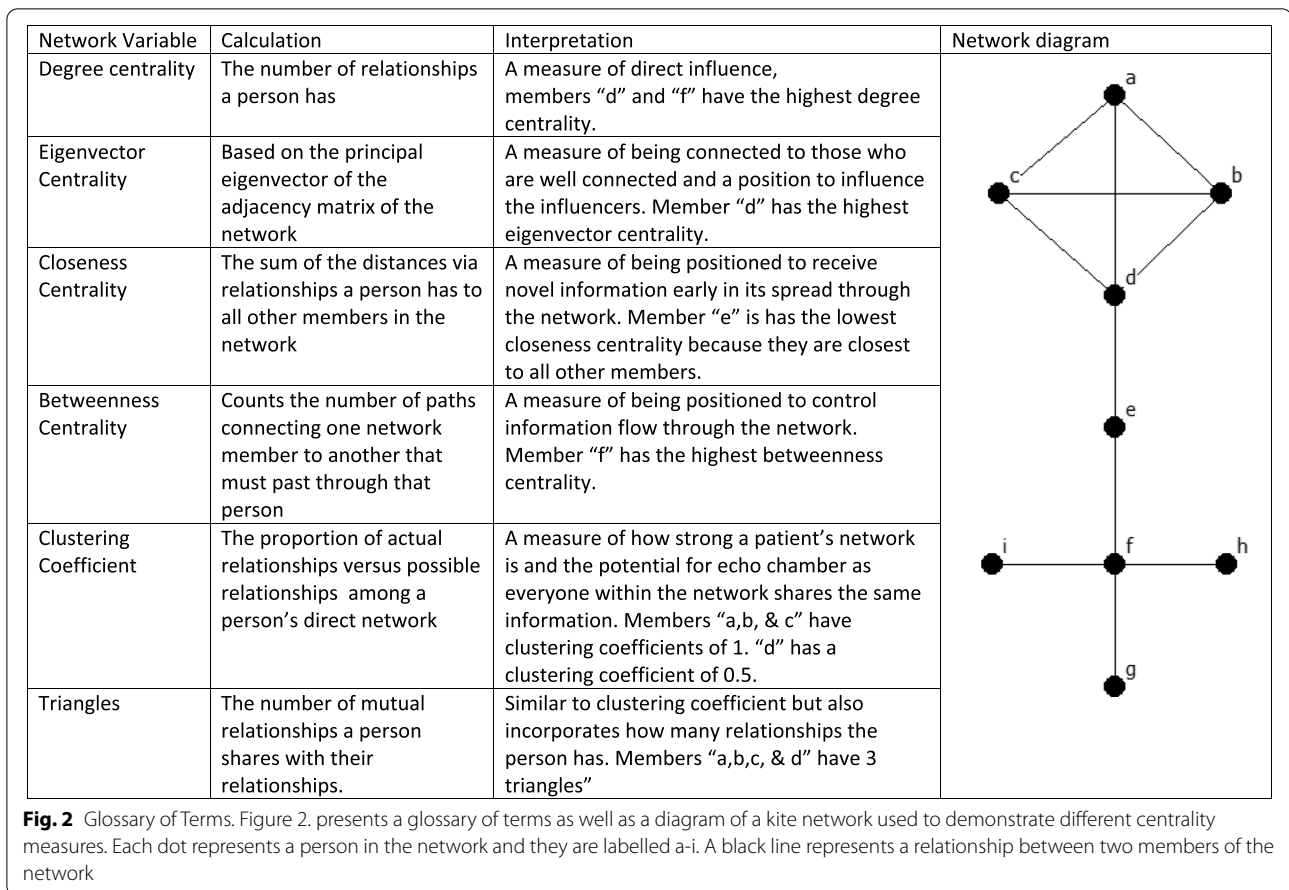 Network Variable Calculation Interpretation Network diagram
Degree centrality
The number of relationships
a person has
A measure of direct influence,
members “d” and “f” have the highest degree
centrality.
Eigenvector
Centrality
Based on the principal
eigenvector of the
adjacency matrix of the
network
A measure of being connected to those who
are well connected and a position to influence
the influencers. Member “d” has the highest
eigenvector centrality.
Closeness
Centrality
The sum of the distances via
relationships a person has to
all other members in the
network
A measure of being positioned to receive
novel information early in its spread through
the network. Member “e” is has the lowest
closeness centrality because they are closest
to all other members.
Betweenness
Centrality
Counts the number of paths
connecting one network
member to another that
must past through that
person
A measure of being positioned to control
information flow through the network.
Member “f” has the highest betweenness
centrality.
Clustering
Coefficient
The proportion of actual
relationships versus possible
relationships among a
person’s direct network
A measure of how strong a patient’s network
is and the potential for echo chamber as
everyone within the network shares the same
information. Members “a,b, & c” have
clustering coefficients of 1. “d” has a
clustering coefficient of 0.5.
Triangles
The number of mutual
relationships a person
shares with their
relationships.
Similar to clustering coefficient but also
incorporates how many relationships the
person has. Members “a,b,c, & d” have 3
triangles”
a
c
b
d
e
i
f
h
g
Fig. 2 Glossary of Terms. Figure 2. presents a glossary of terms as well as a diagram of a kite network used to demonstrate different centrality
measures. Each dot represents a person in the network and they are labelled a-i. A black line represents a relationship between two members of the
network